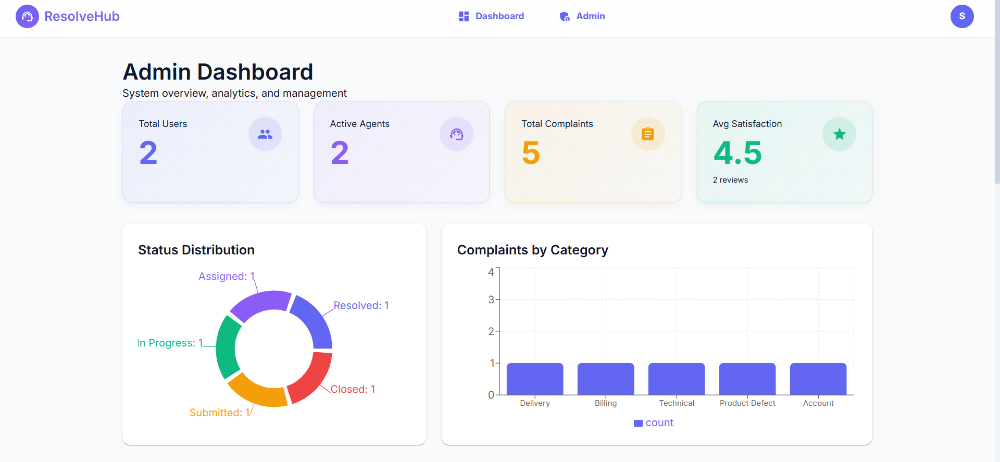 ResolveHub
Dashboard
Admin
S
Admin Dashboard
System overview, analytics, and management
Total Users
2
Active Agents
2
Total Complaints
5
Avg Satisfaction
4.5
2 reviews
Status Distribution
Assigned: 1
Resolved: 1
In Progress: 1
Closed: 1
Submitted: 1
Complaints by Category
4
3
2
1
0
Delivery
Billing
Technical
Product Defect
Account
count